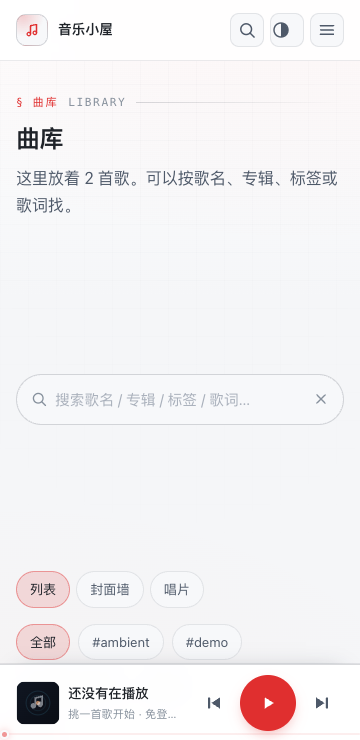 音乐小屋
§ 曲库 LIBRARY
曲库
这里放着 2 首歌。可以按歌名、专辑、标签或
歌词找。
搜索歌名 / 专辑 / 标签 / 歌词...
列表 封面墙 唱片
全部 #ambient #demo
还没有在播放
挑一首歌开始 · 免登...